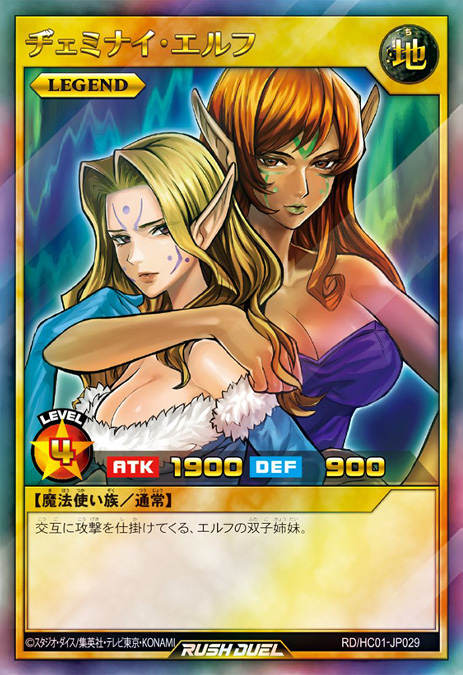 ヂェミナイ・エルフ
5
地
LEGEND
LEVEL
4
ATK 1900 DEF 900
【魔法使い族／通常】
交互に攻撃を仕掛けてくる、エルフの双子姉妹。
©スタジオ・ダイス/集英社・テレビ東京・KONAMI
RUSH DUEL
RD/HC01-JP029